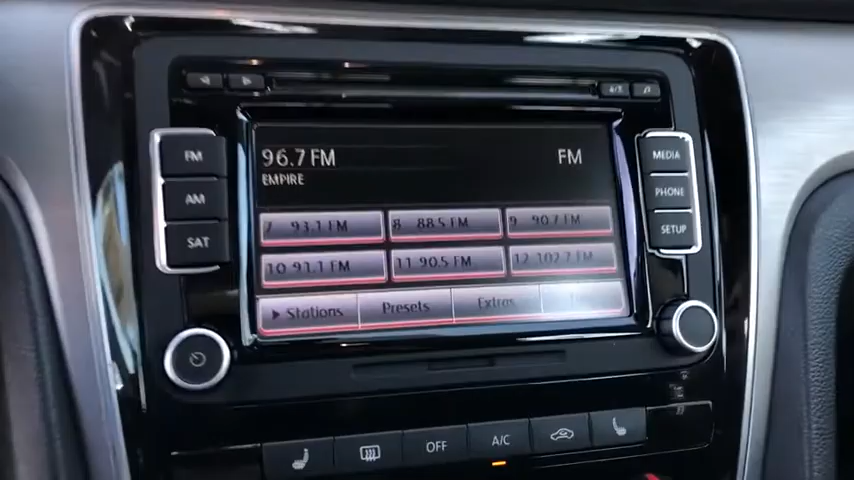 96.7 FM FM
EMPIRE
FM
AM
SAT
MEDIA
PHONE
SETUP
7 93.1 FM 8 88.5 FM 9 90.7 FM
10 91.1 FM 11 90.5 FM 12 102.7 FM
Stations Presets Extras
OFF A/C